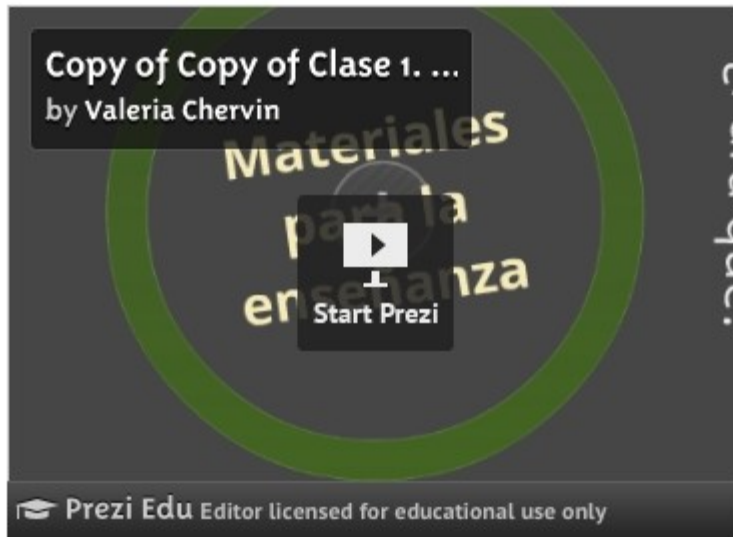 Copy of Copy of Clase 1. ...
by Valeria Chervin
Materiales
para la
enseñanza
Start Prezi
Prezi Edu Editor licensed for educational use only